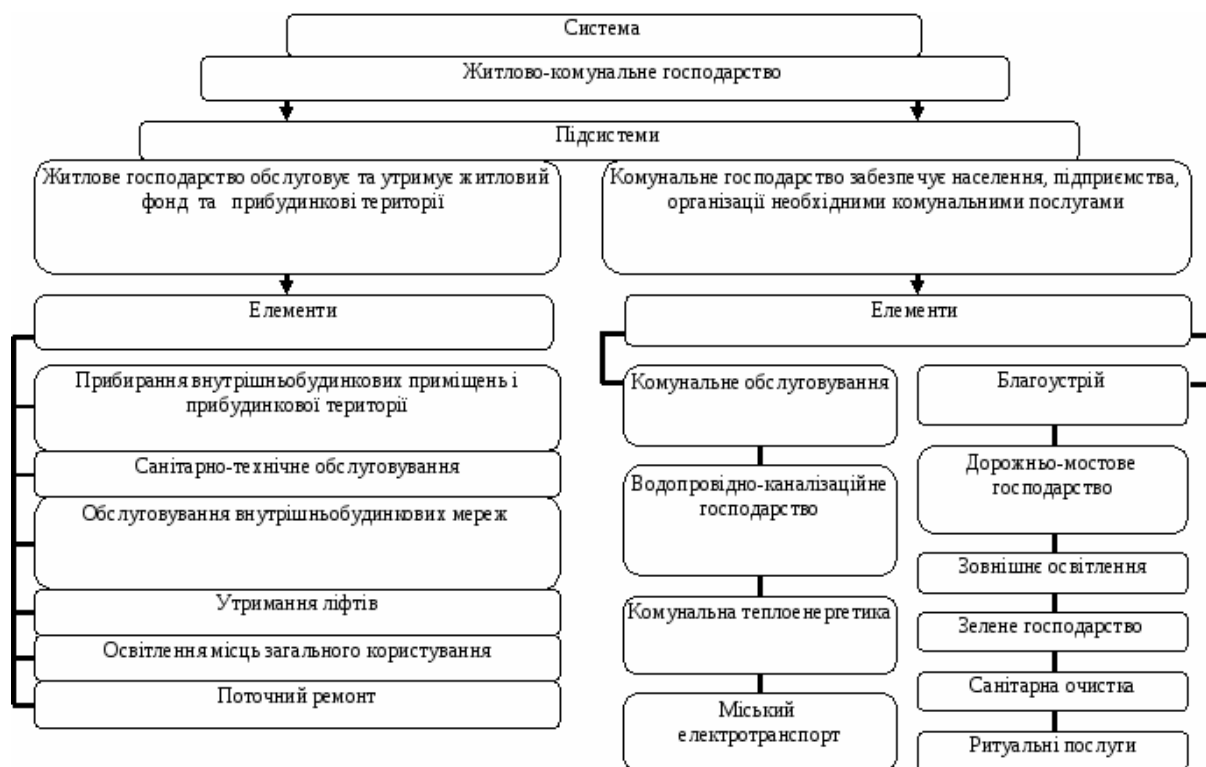 Система
Житлово-комунальне господарство
Підсистеми
Житлове господарство обслуговує та утримує житловий
фонд та прибудинкові території
Комунальне господарство забезпечує населення, підприємства,
організації необхідними комунальними послугами
Елементи
Прибирання внутрішньобудинкових приміщень і
прибудинкової території
Санітарно-технічне обслуговування
Обслуговування внутрішньобудинкових мереж
Утримання ліфтів
Освітлення місць загального користування
Поточний ремонт
Елементи
Комунальне обслуговування
Водопровідно-каналізаційне
господарство
Комунальна теплоенергетика
Міський
електротранспорт
Благоустрій
Дорожньо-мостове
господарство
Зовнішнє освітлення
Зелене господарство
Санітарна очистка
Ритуальні послуги